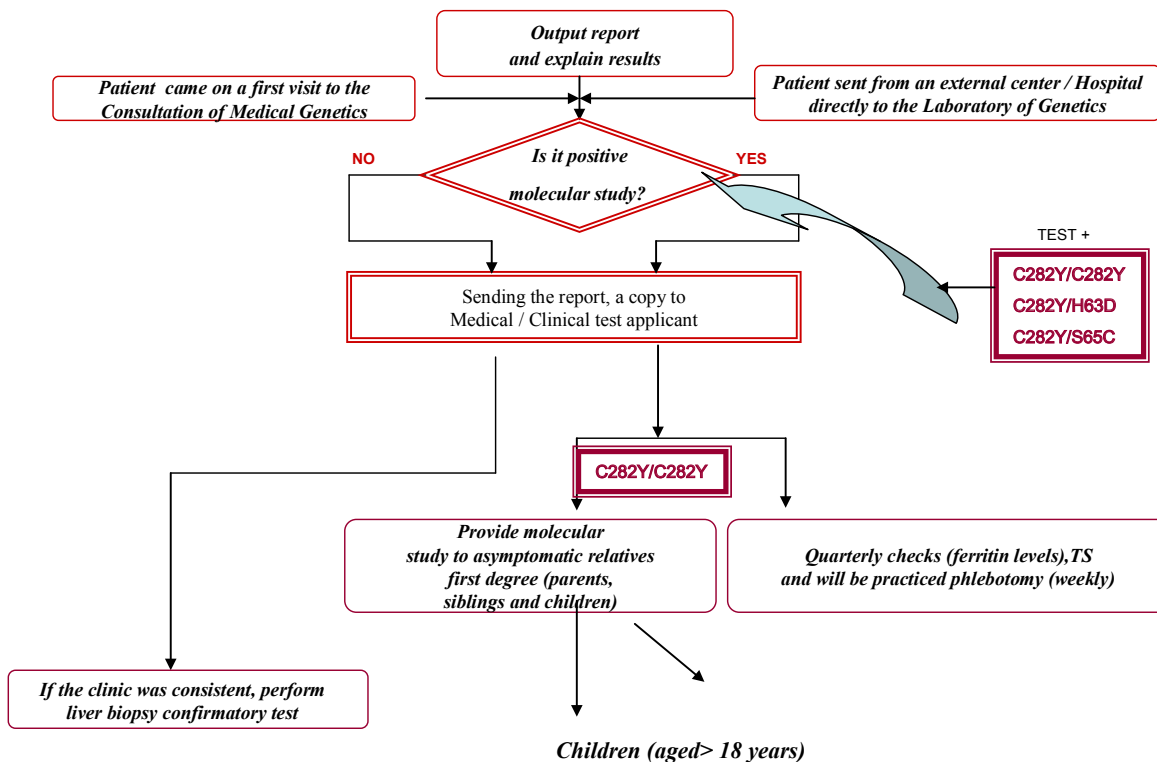 Output report
and explain results
Patient came on a first visit to the
Consultation of Medical Genetics
Patient sent from an external center / Hospital
directly to the Laboratory of Genetics
NO
Is it positive
molecular study?
YES
TEST +
C282Y/C282Y
C282Y/H63D
C282Y/S65C
Sending the report, a copy to
Medical / Clinical test applicant
C282Y/C282Y
Provide molecular
study to asymptomatic relatives
first degree (parents,
siblings and children)
Quarterly checks (ferritin levels),TS
and will be practiced phlebotomy (weekly)
If the clinic was consistent, perform
liver biopsy confirmatory test
Children (aged> 18 years)